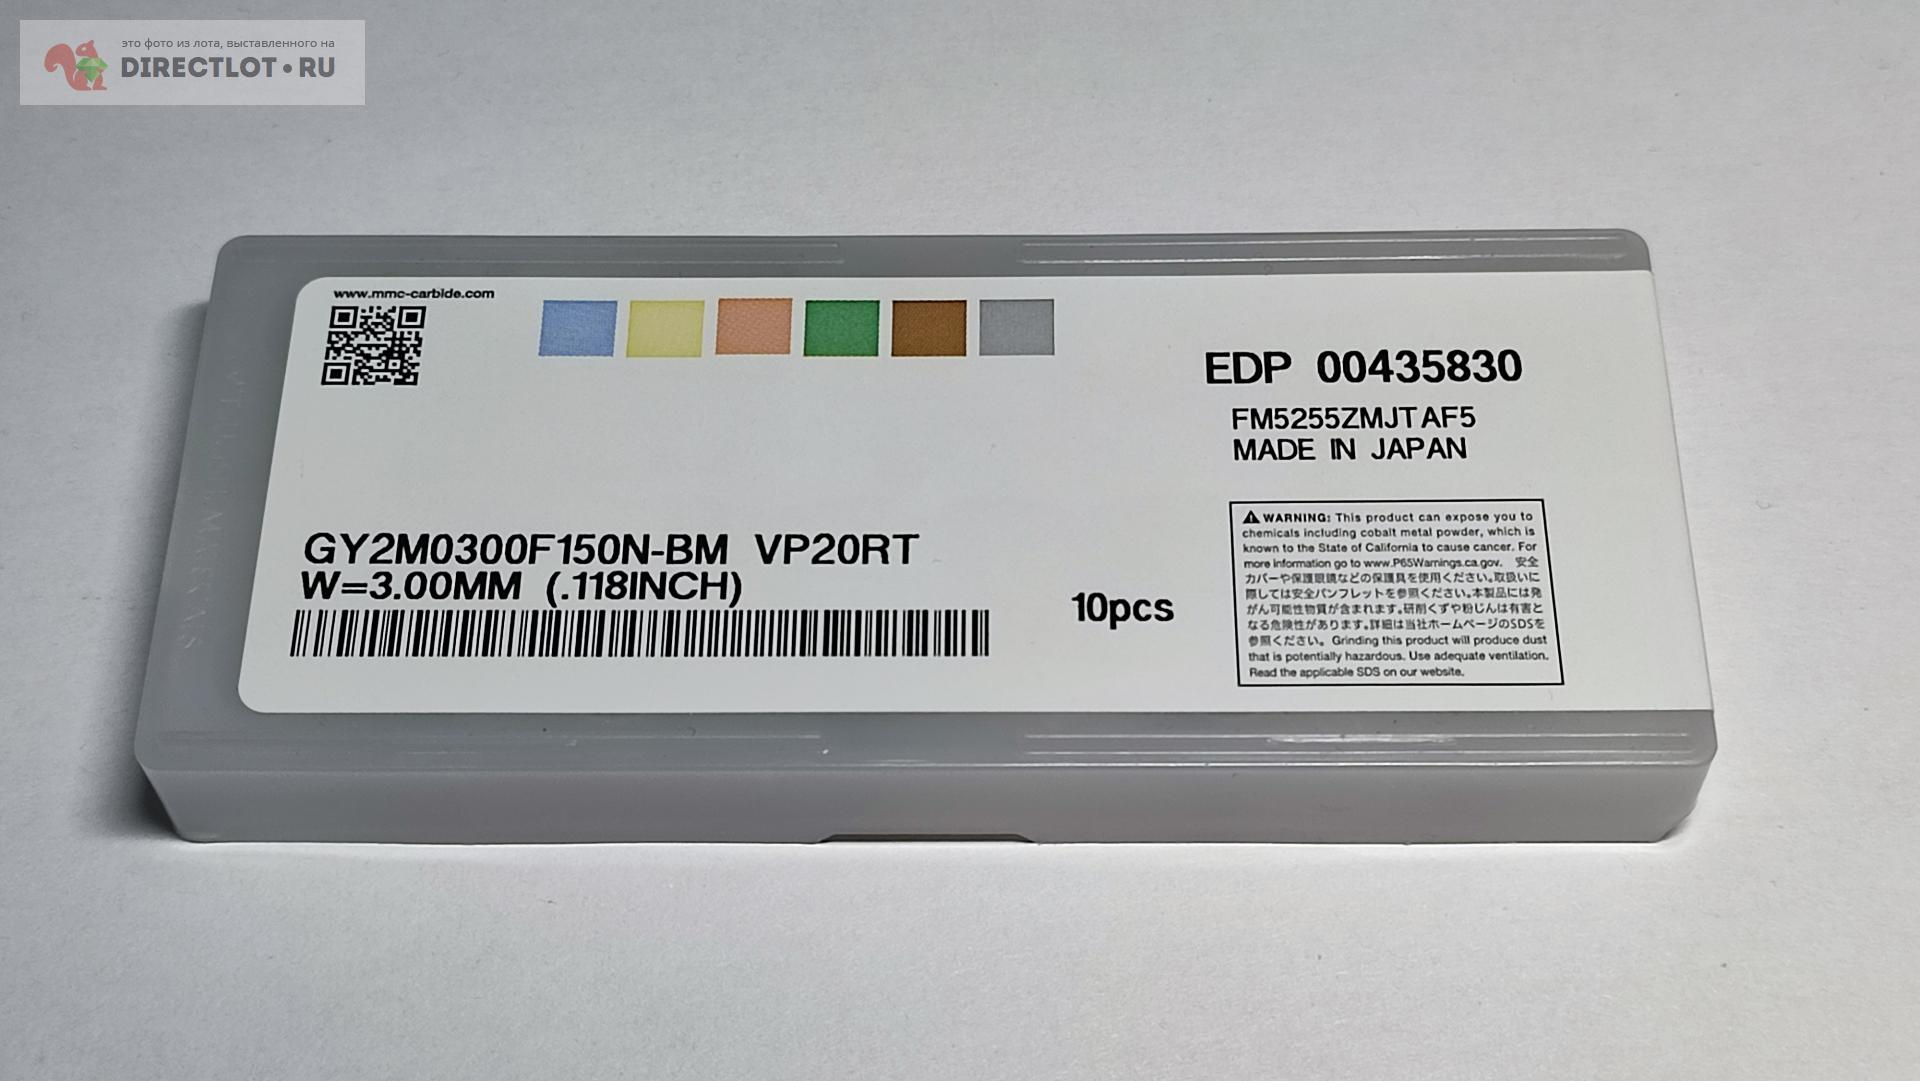 это фото из лота, выставленного на
DIRECTLOT•RU
www.mmc-carbide.com
EDP 00435830
FM5255ZMJTAF5
MADE IN JAPAN
GY2M0300F150N-BM VP20RT
W=3.00MM (.118INCH)
10pcs
WARNING: This product can expose you to
chemicals including cobalt metal powder, which is
known to the State of California to cause cancer. For
more information go to www.P65Warnings.ca.gov. 安全
カバーや保護眼鏡などの保護具を使用ください。取扱いに
際しては安全パンフレットを参照ください。本製品には発
がん可能性物質が含まれます。研削くずや粉じんは有害と
なる危険性があります。詳細は当社ホームページのSDSを
参照ください。 Grinding this product will produce dust
that is potentially hazardous. Use adequate ventilation.
Read the applicable SDS on our website.